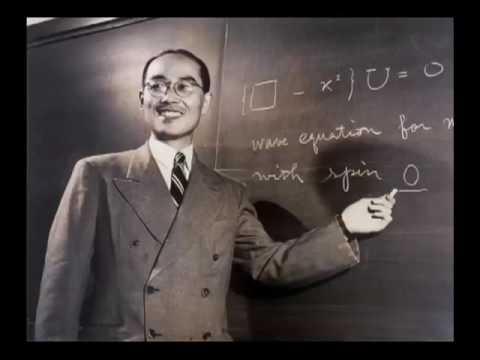 {□ - κ²} U = 0
wave equation for
with spin 0